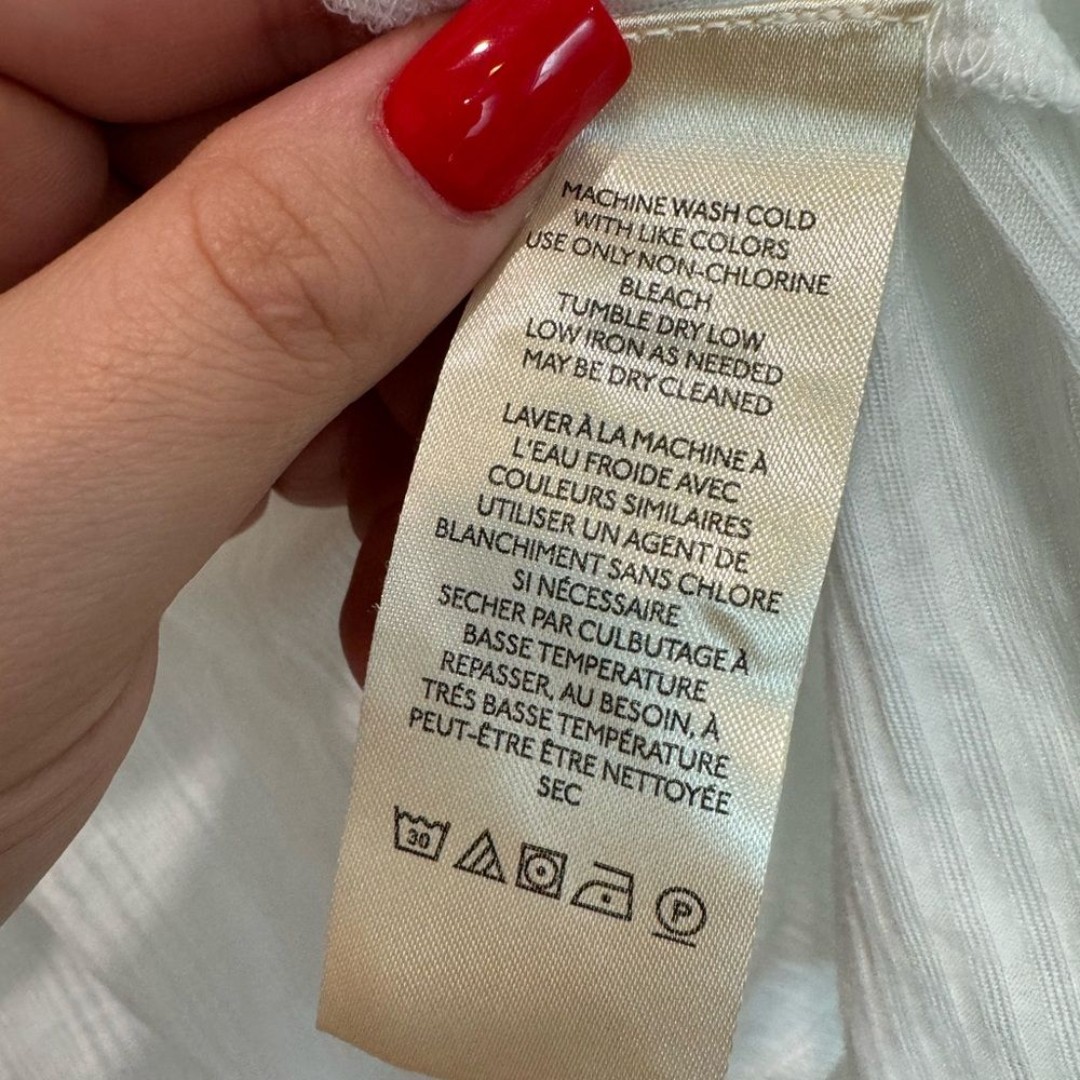 MACHINE WASH COLD
WITH LIKE COLORS
USE ONLY NON-CHLORINE
BLEACH
TUMBLE DRY LOW
LOW IRON AS NEEDED
MAY BE DRY CLEANED
LAVER À LA MACHINE À
L'EAU FROIDE AVEC
COULEURS SIMILAIRES
UTILISER UN AGENT DE
BLANCHIMENT SANS CHLORE
SI NÉCESSAIRE
SECHER PAR CULBUTAGE À
BASSE TEMPERATURE
REPASSER, AU BESOIN, À
TRÉS BASSE TEMPÉRATURE
PEUT-ÊTRE ÊTRE NETTOYÉE
SEC
30 P